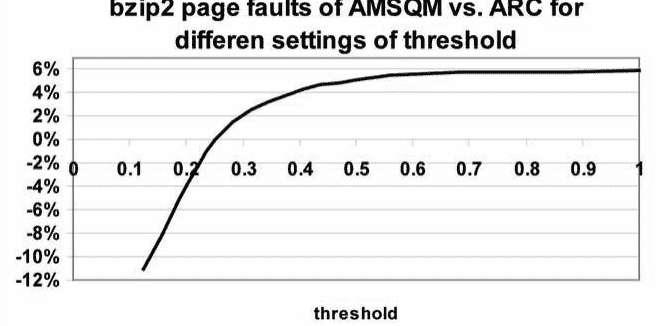 bzip2 page faults of AMSQM vs. ARC for
differen settings of threshold
6%
4%
2%
0%
-2%
0 0.1 0.2 0.3 0.4 0.5 0.6 0.7 0.8 0.9 1
-4%
-6%
-8%
-10%
-12%
threshold